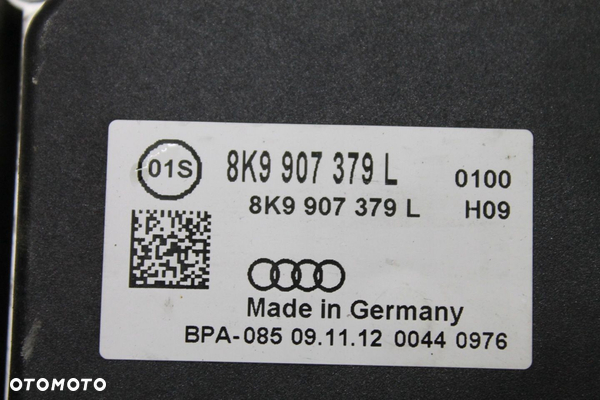 01S 8K9 907 379 L 0100
8K9 907 379 L H09
Made in Germany
BPA-085 09.11.12 0044 0976
OTOMOTO